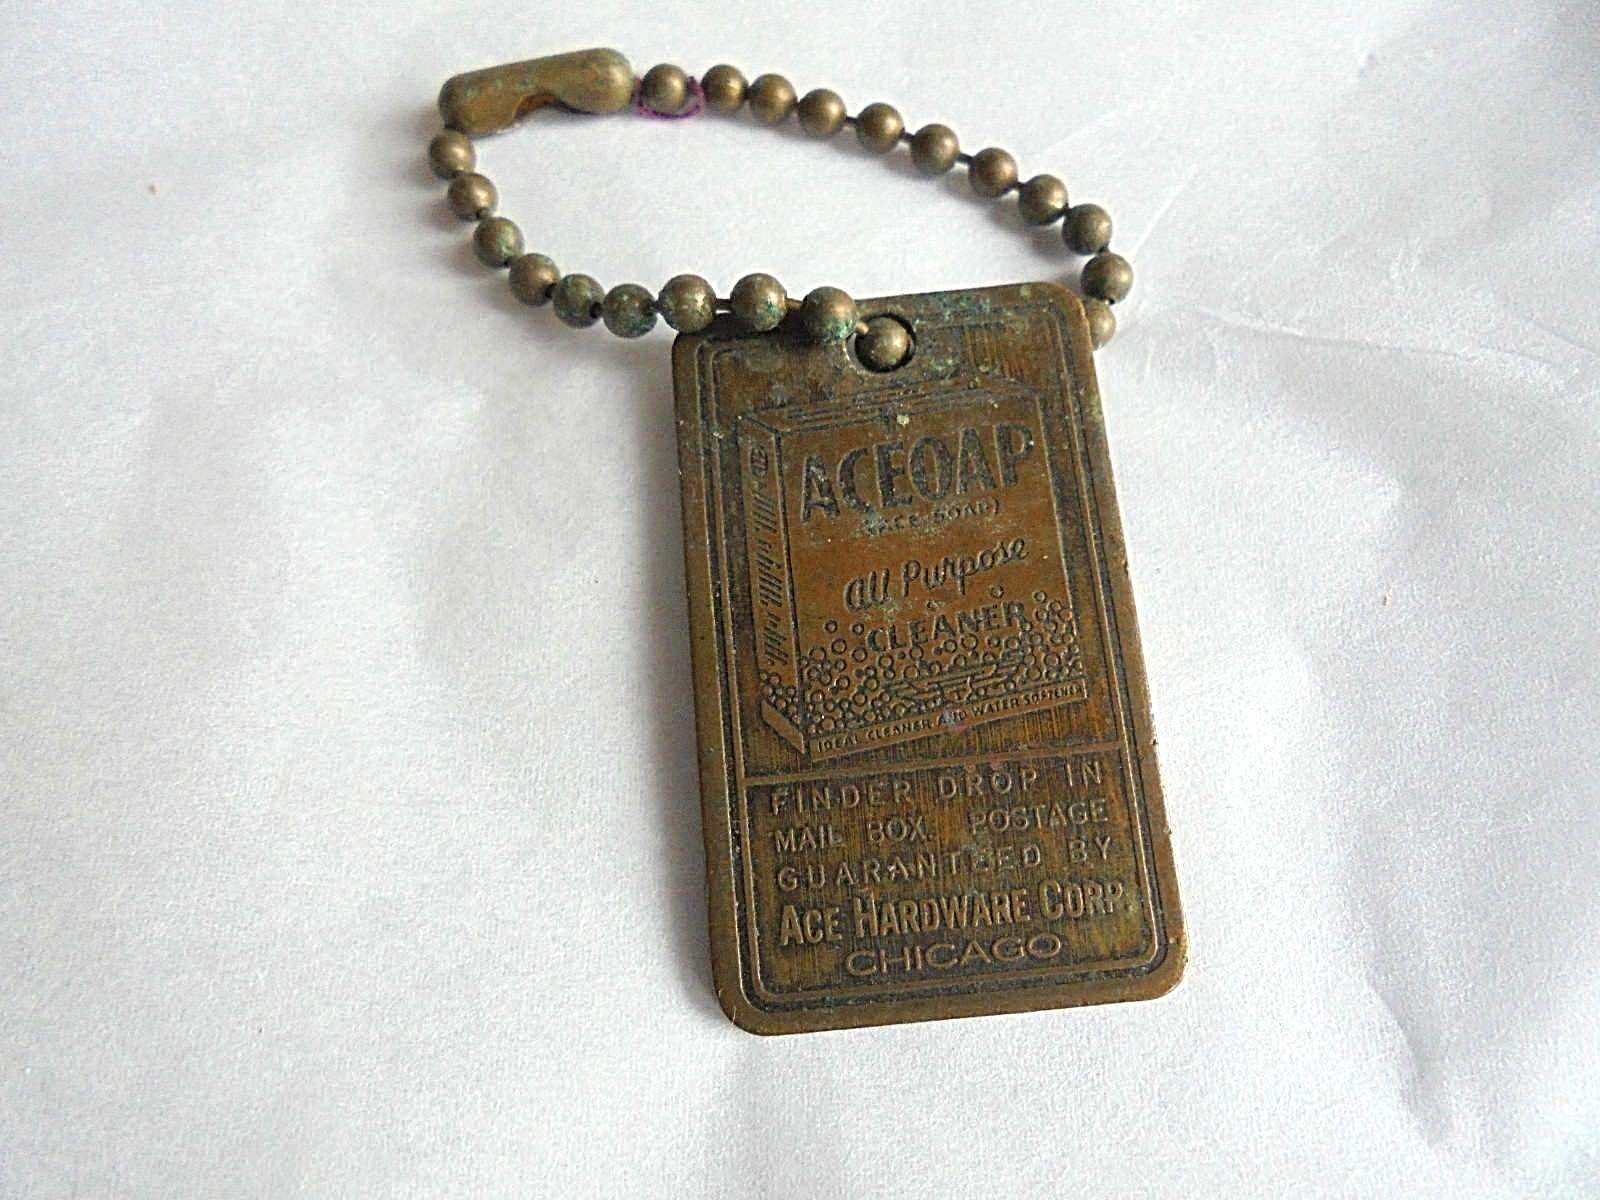 ACEOAP
(ACE-SOAP)
All Purpose
CLEANER
IDEAL CLEANER AND WATER SOFTENER
FINDER DROP IN
MAIL BOX. POSTAGE
GUARANTEED BY
ACE HARDWARE CORP.
CHICAGO